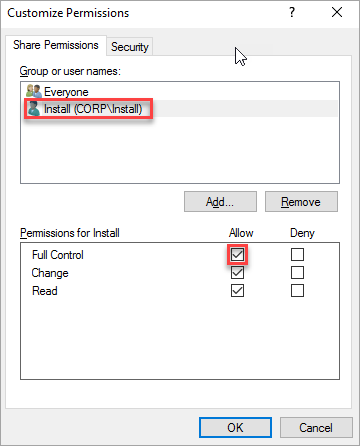 Customize Permissions
?
Share Permissions Security
Group or user names:
Everyone
Install (CORP\Install)
Add... Remove
Permissions for Install Allow Deny
Full Control
Change
Read
OK Cancel